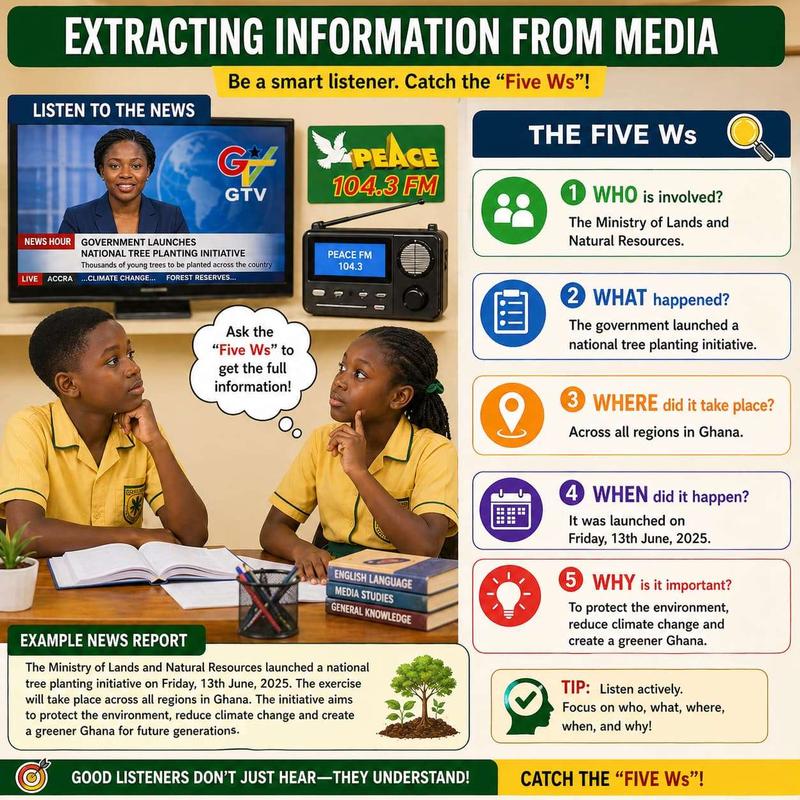 EXTRACTING INFORMATION FROM MEDIA
Be a smart listener. Catch the "Five Ws"!
LISTEN TO THE NEWS
GTV
NEWS HOUR
GOVERNMENT LAUNCHES
NATIONAL TREE PLANTING INITIATIVE
Thousands of young trees to be planted across the country
LIVE ACCRA ...CLIMATE CHANGE... FOREST RESERVES...
PEACE
104.3 FM
PEACE FM
104.3
Ask the
"Five Ws" to
get the full
information!
ENGLISH LANGUAGE
MEDIA STUDIES
GENERAL KNOWLEDGE
EXAMPLE NEWS REPORT
The Ministry of Lands and Natural Resources launched a national
tree planting initiative on Friday, 13th June, 2025. The exercise
will take place across all regions in Ghana. The initiative aims
to protect the environment, reduce climate change and create
a greener Ghana for future generations.
THE FIVE Ws
1 WHO is involved?
The Ministry of Lands and
Natural Resources.
2 WHAT happened?
The government launched a
national tree planting initiative.
3 WHERE did it take place?
Across all regions in Ghana.
4 WHEN did it happen?
It was launched on
Friday, 13th June, 2025.
5 WHY is it important?
To protect the environment,
reduce climate change and
create a greener Ghana.
TIP: Listen actively.
Focus on who, what, where,
when, and why!
GOOD LISTENERS DON'T JUST HEAR—THEY UNDERSTAND!
CATCH THE "FIVE Ws"!